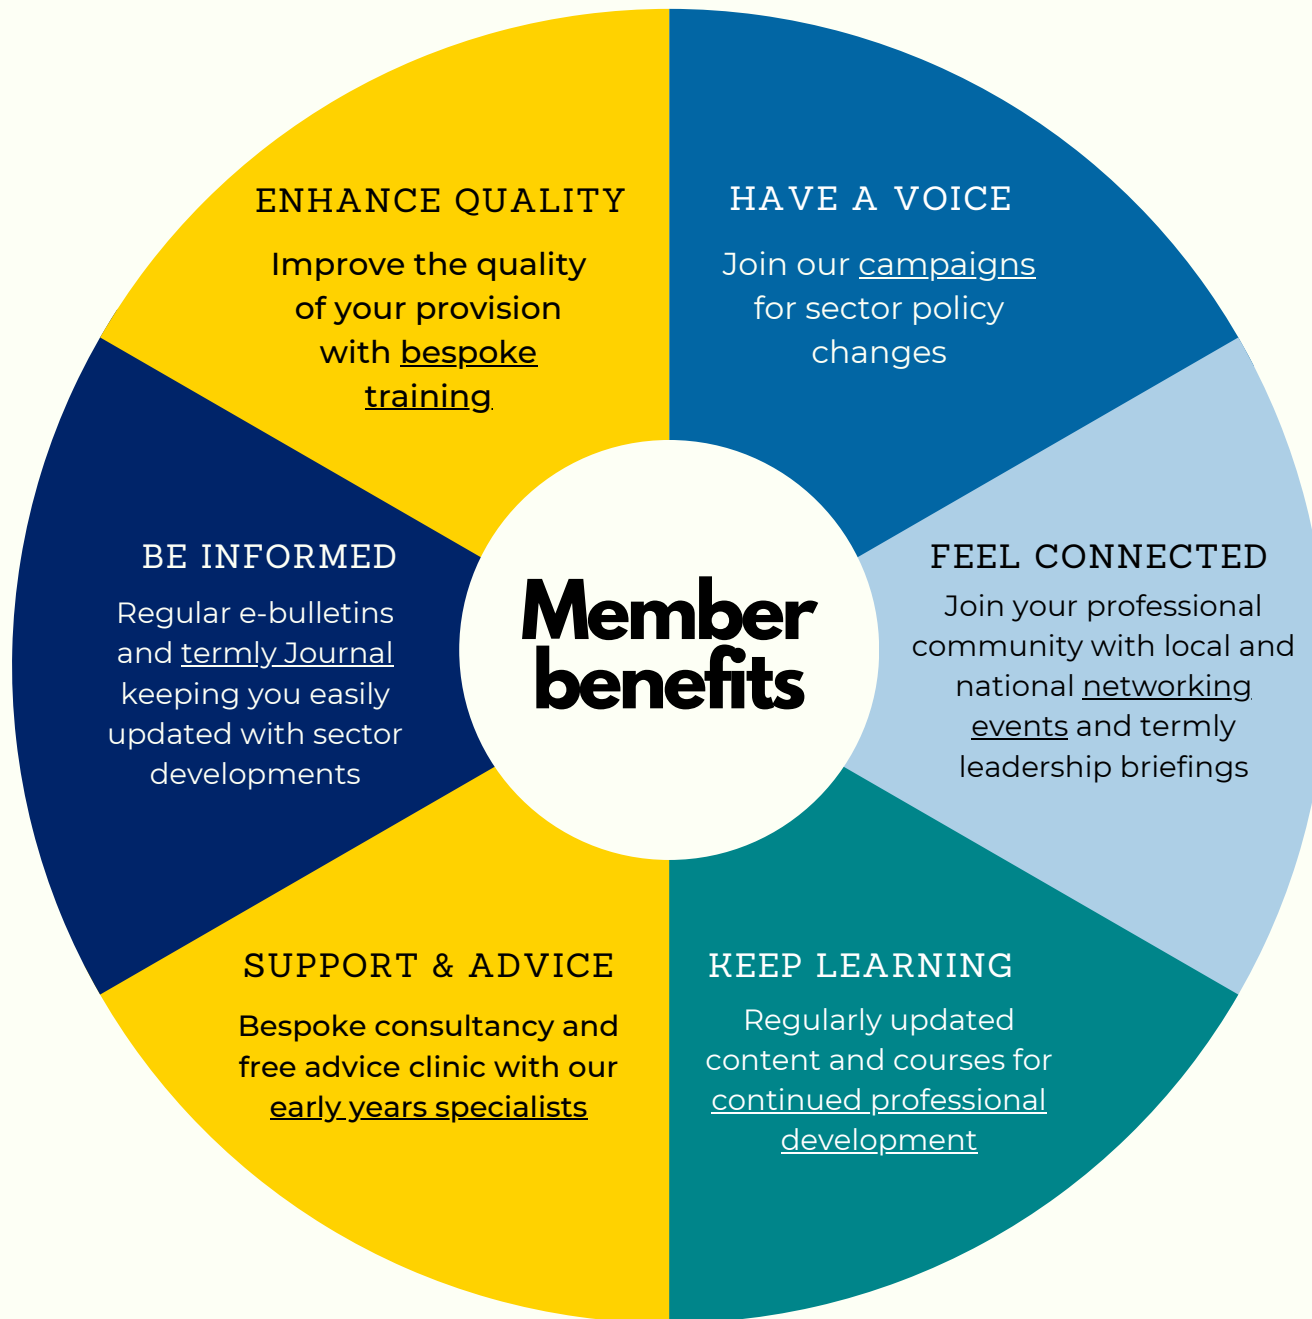 ENHANCE QUALITY
Improve the quality
of your provision
with bespoke
training
HAVE A VOICE
Join our campaigns
for sector policy
changes
BE INFORMED
Regular e-bulletins
and termly Journal
keeping you easily
updated with sector
developments
Member
benefits
FEEL CONNECTED
Join your professional
community with local and
national networking
events and termly
leadership briefings
SUPPORT & ADVICE
Bespoke consultancy and
free advice clinic with our
early years specialists
KEEP LEARNING
Regularly updated
content and courses for
continued professional
development